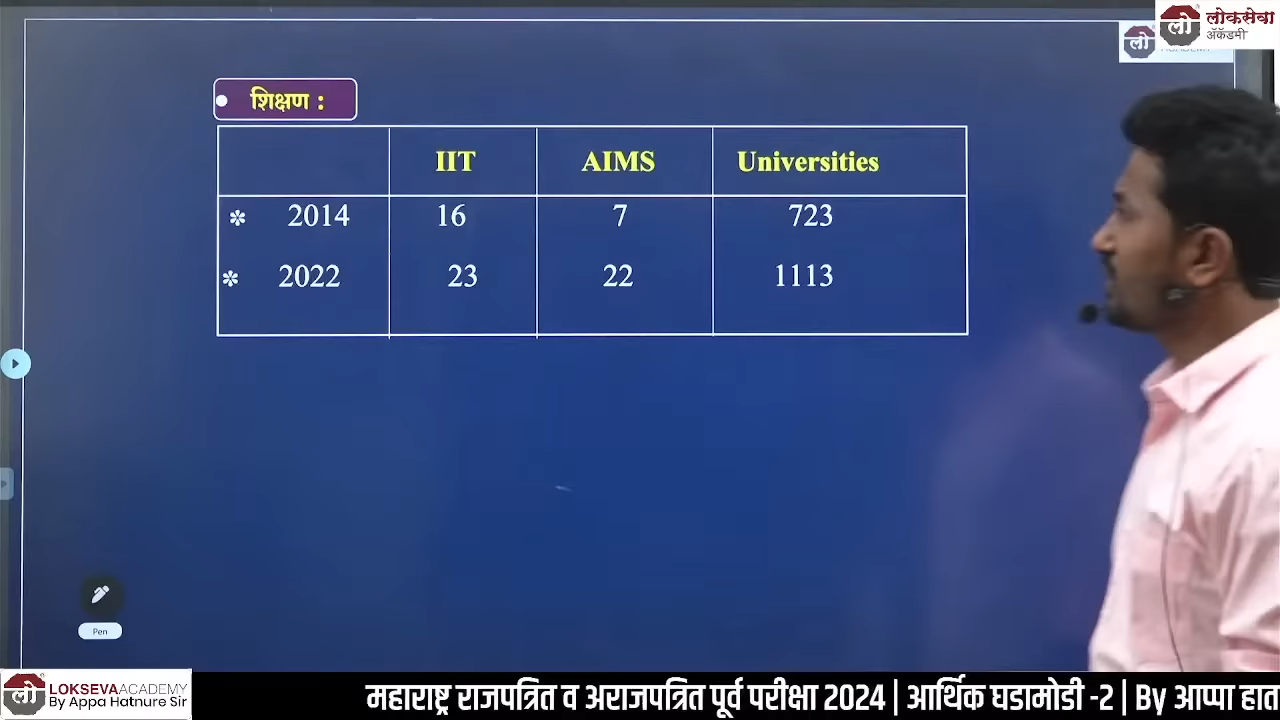 लो लोकसेवा
अ‍ॅकॅडमी
लो
शिक्षण :
IIT AIMS Universities
* 2014 16 7 723
* 2022 23 22 1113
Pen
लो LOKSEVA ACADEMY
By Appa Hatnure Sir
महाराष्ट्र राजपत्रित व अराजपत्रित पूर्व परीक्षा 2024 | आर्थिक घडामोडी -2 | By आप्पा हात